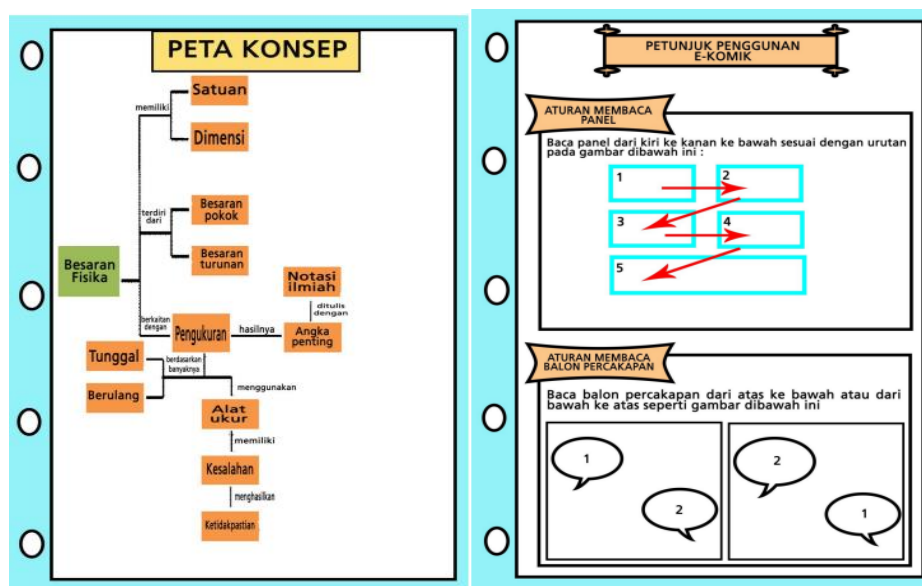 PETA KONSEP
Satuan
memiliki
Dimensi
terdiri
dari
Besaran
pokok
Besaran
turunan
Besaran
Fisika
Notasi
ilmiah
ditulis
dengan
berkaitan
dengan
Pengukuran
hasilnya
Angka
penting
Tunggal
berdasarkan
banyaknya
Berulang
menggunakan
Alat
ukur
memiliki
Kesalahan
menghasilkan
Ketidakpastian
PETUNJUK PENGGUNAN
E-KOMIK
ATURAN MEMBACA
PANEL
Baca panel dari kiri ke kanan ke bawah sesuai dengan urutan
pada gambar dibawah ini :
1
2
3
4
5
ATURAN MEMBACA
BALON PERCAKAPAN
Baca balon percakapan dari atas ke bawah atau dari
bawah ke atas seperti gambar dibawah ini
1
2
2
1